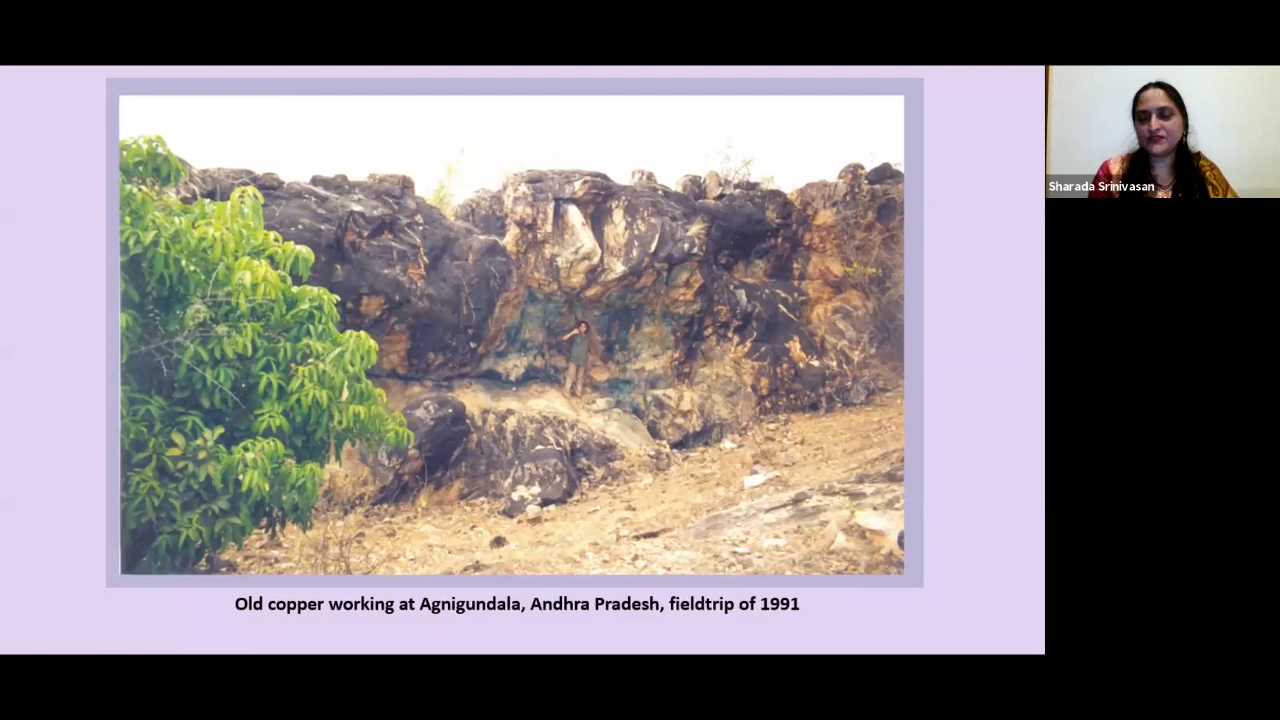 Sharada Srinivasan
Old copper working at Agnigundala, Andhra Pradesh, fieldtrip of 1991